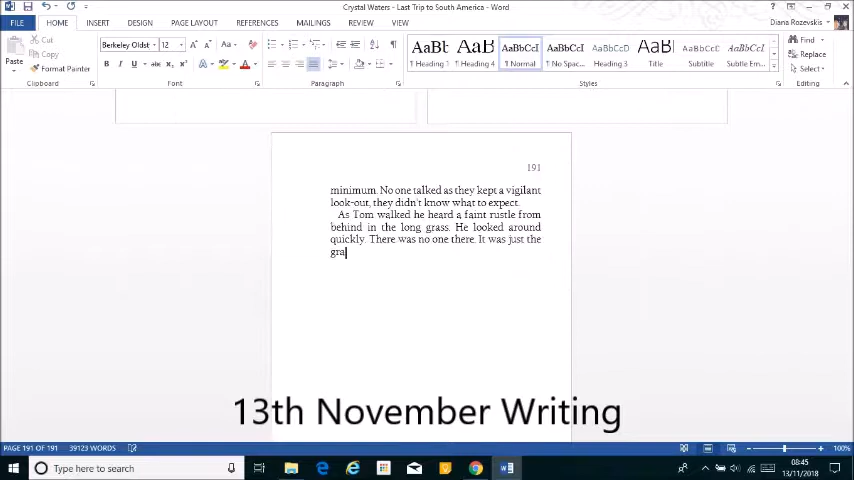 Crystal Waters - Last Trip to South America - Word
FILE HOME INSERT DESIGN PAGE LAYOUT REFERENCES MAILINGS REVIEW VIEW Diana Rozevskis
Cut
Copy
Format Painter
Paste
Berkeley Oldst 12
AaBt AaB AaBbCcI AaBbCcI AaBbCcD AaBl AaBbCcD AaBbCcI
¶ Heading 1 ¶ Heading 4 ¶ Normal ¶ No Spac... Heading 3 Title Subtitle Subtle Em...
Find
Replace
Select
Clipboard Font Paragraph Styles Editing
191
minimum. No one talked as they kept a vigilant
look-out, they didn't know what to expect.
As Tom walked he heard a faint rustle from
behind in the long grass. He looked around
quickly. There was no one there. It was just the
gra
13th November Writing
PAGE 191 OF 191 39123 WORDS 100%
Type here to search
08:45
13/11/2018